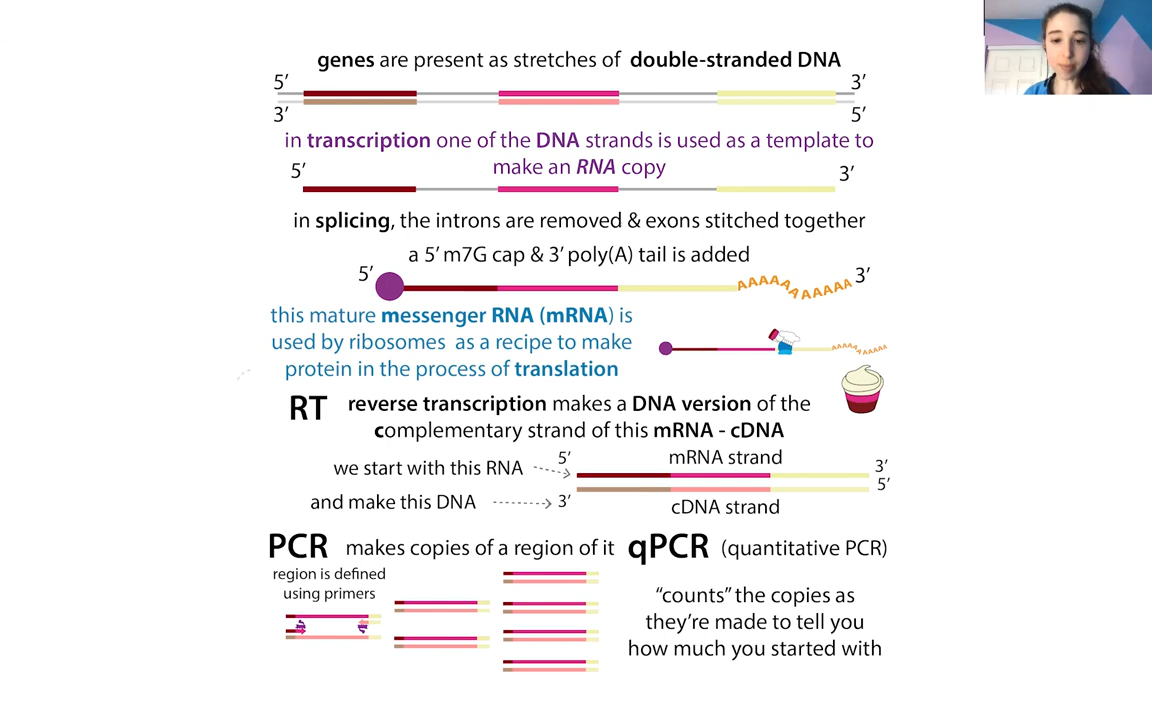 genes are present as stretches of double-stranded DNA
5’ 3’
3’ 5’
in transcription one of the DNA strands is used as a template to
make an RNA copy
5’ 3’
in splicing, the introns are removed & exons stitched together
a 5’ m7G cap & 3’ poly(A) tail is added
5’ AAAAAAAAAAA 3’
this mature messenger RNA (mRNA) is
used by ribosomes as a recipe to make
protein in the process of translation
AAAAAAAAAAA
RT reverse transcription makes a DNA version of the
complementary strand of this mRNA - cDNA
we start with this RNA 5’ mRNA strand 3’
and make this DNA 3’ cDNA strand 5’
PCR makes copies of a region of it
region is defined
using primers
qPCR (quantitative PCR)
“counts” the copies as
they’re made to tell you
how much you started with